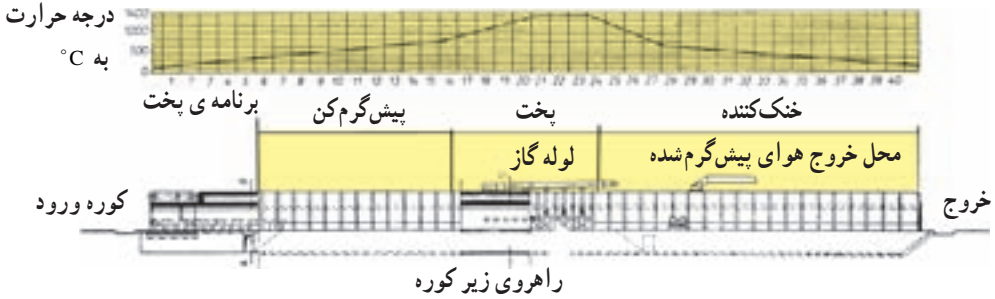 درجه حرارت
به °C
1400
برنامه ی پخت
پیش‌گرم‌کن
پخت
خنک‌کننده
لوله گاز
محل خروج هوای پیش‌گرم‌شده
کوره ورود
خروج
راهروی زیر کوره